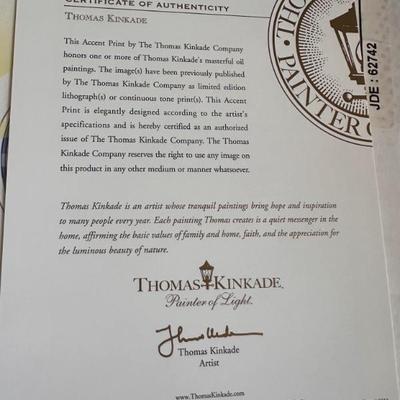 CERTIFICATE OF AUTHENTICITY
THOMAS KINKADE
This Accent Print by The Thomas Kinkade Company
honors one or more of Thomas Kinkade's masterful oil
paintings. The image(s) have been previously published
by The Thomas Kinkade Company as limited edition
lithograph(s) or continuous tone print(s). This Accent
Print is elegantly designed according to the artist's
specifications and is hereby certified as an authorized
issue of The Thomas Kinkade Company. The Thomas
Kinkade Company reserves the right to use any image on
this product in any other medium or manner whatsoever.
THO
PAINTER O
JDE: 62742
Thomas Kinkade is an artist whose tranquil paintings bring hope and inspiration
to many people every year. Each painting Thomas creates is a quiet messenger in
the home, affirming the basic values of family and home, faith, and the appreciation for
the luminous beauty of nature.
THOMAS KINKADE
Painter of Light
Thomas Kinkade
Artist
www.ThomasKinkade.com